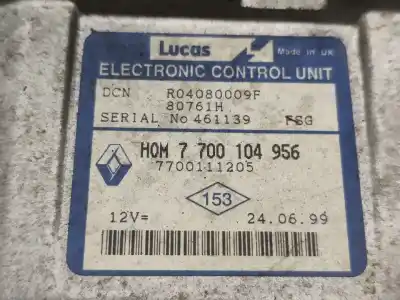 Lucas Made in UK
ELECTRONIC CONTROL UNIT
DCN R04080009F
80761H
SERIAL No 461139 FSG
HOM 7 700 104 956
7700111205
153
12V= 24.06.99